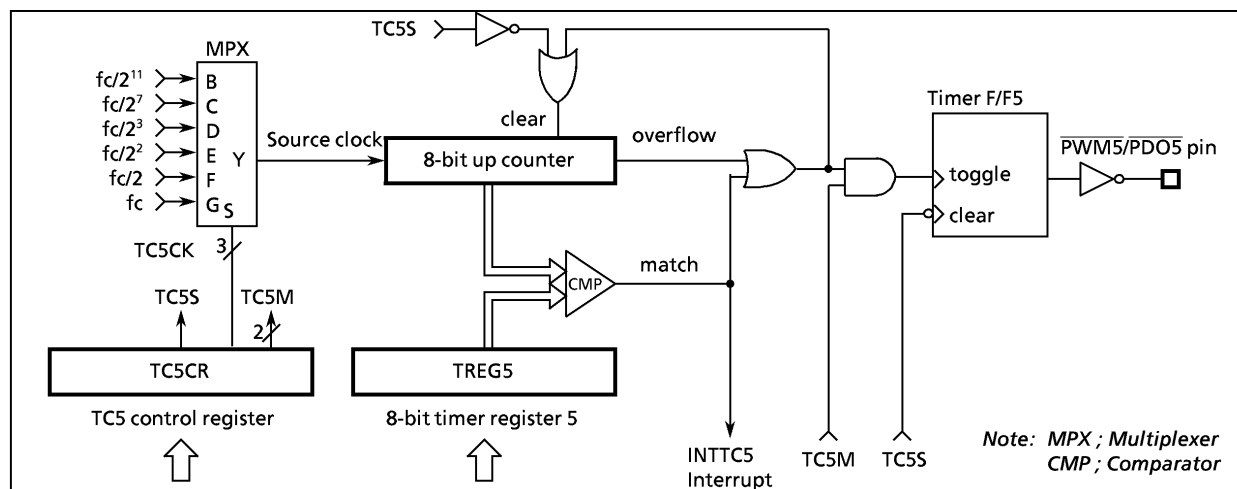 TC5S
MPX
fc/2¹¹ B
fc/2⁷ C
fc/2³ D
fc/2² E Y
fc/2 F
fc G S
Source clock
clear
8-bit up counter
overflow
Timer F/F5
toggle
clear
PWM5/PDO5 pin
TC5CK 3
CMP
match
TC5S
TC5M
2
TC5CR
TC5 control register
TREG5
8-bit timer register 5
INTTC5
Interrupt
TC5M
TC5S
Note: MPX ; Multiplexer
CMP ; Comparator